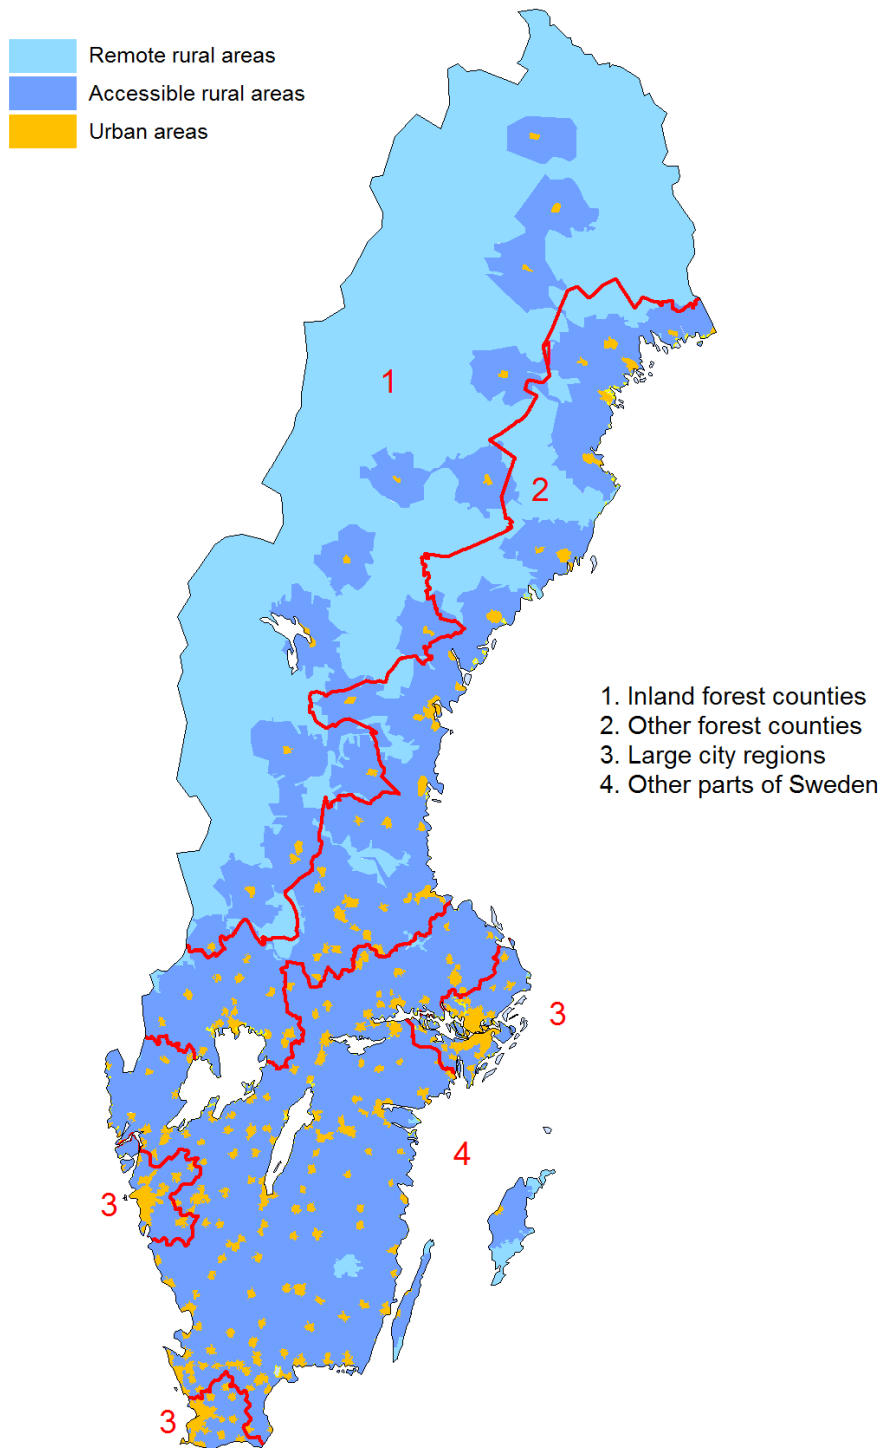 Remote rural areas
Accessible rural areas
Urban areas
1
2
1. Inland forest counties
2. Other forest counties
3. Large city regions
4. Other parts of Sweden
3
4
3
3